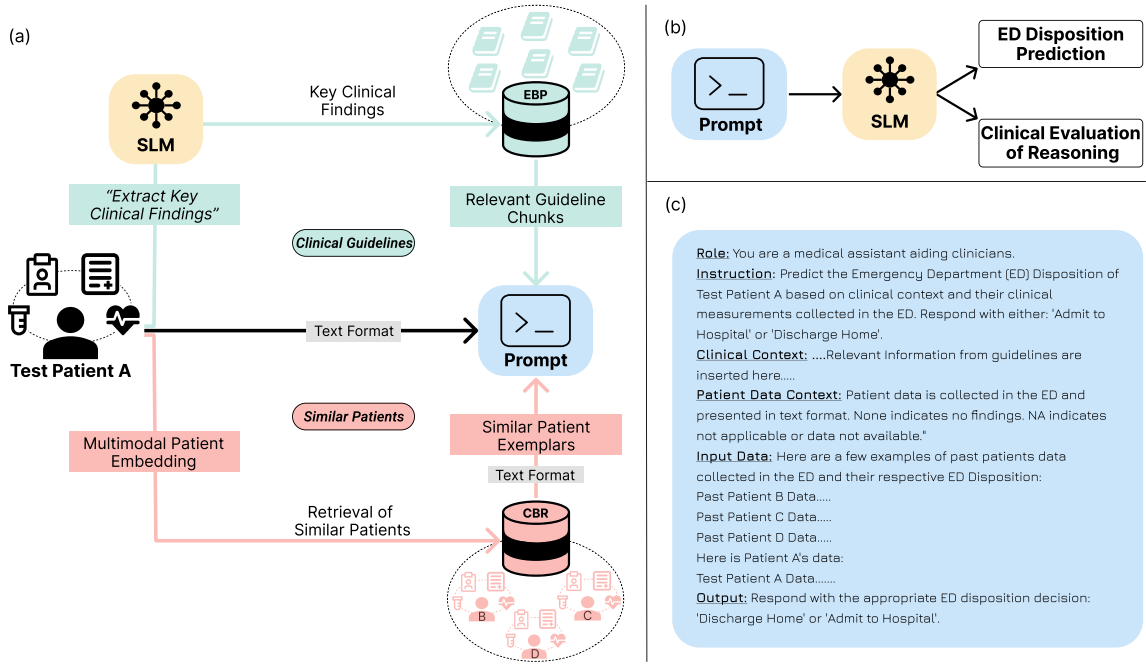 (a)
SLM
Key Clinical
Findings
EBP
“Extract Key
Clinical Findings”
Relevant Guideline
Chunks
Clinical Guidelines
Test Patient A
Text Format
>_
Prompt
Similar Patients
Multimodal Patient
Embedding
Similar Patient
Exemplars
Text Format
Retrieval of
Similar Patients
CBR
B
C
D
(b)
>_
Prompt
SLM
ED Disposition
Prediction
Clinical Evaluation
of Reasoning
(c)
Role: You are a medical assistant aiding clinicians.
Instruction: Predict the Emergency Department (ED) Disposition of
Test Patient A based on clinical context and their clinical
measurements collected in the ED. Respond with either: 'Admit to
Hospital' or 'Discharge Home'.
Clinical Context: ....Relevant Information from guidelines are
inserted here.....
Patient Data Context: Patient data is collected in the ED and
presented in text format. None indicates no findings. NA indicates
not applicable or data not available."
Input Data: Here are a few examples of past patients data
collected in the ED and their respective ED Disposition:
Past Patient B Data.....
Past Patient C Data.....
Past Patient D Data.....
Here is Patient A's data:
Test Patient A Data.......
Output: Respond with the appropriate ED disposition decision:
'Discharge Home' or 'Admit to Hospital'.